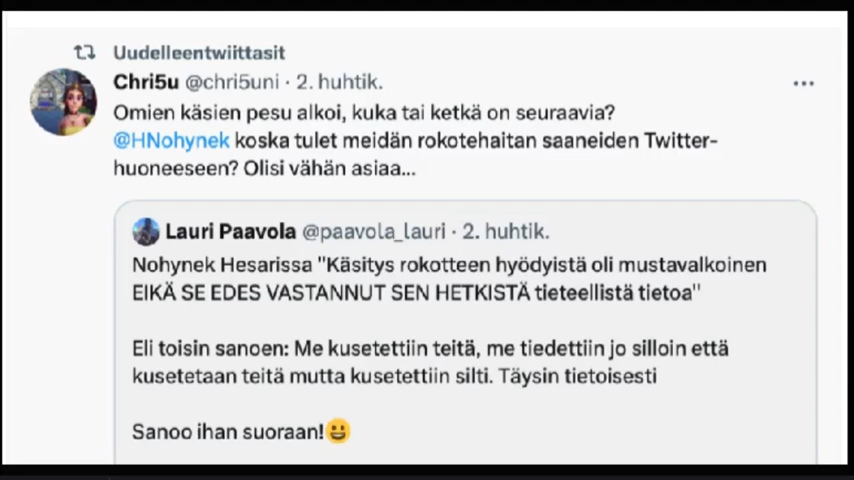 Uudelleentwiittasit
Chri5u @chri5uni · 2. huhtik.
Omien käsien pesu alkoi, kuka tai ketkä on seuraavia?
@HNohynek koska tulet meidän rokotehaitan saaneiden Twitter-
huoneeseen? Olisi vähän asiaa...
Lauri Paavola @paavola_lauri · 2. huhtik.
Nohynek Hesarissa "Käsitys rokotteen hyödyistä oli mustavalkoinen
EIKÄ SE EDES VASTANNUT SEN HETKISTÄ tieteellistä tietoa"
Eli toisin sanoen: Me kusetettiin teitä, me tiedettiin jo silloin että
kusetetaan teitä mutta kusetettiin silti. Täysin tietoisesti
Sanoo ihan suoraan!😃